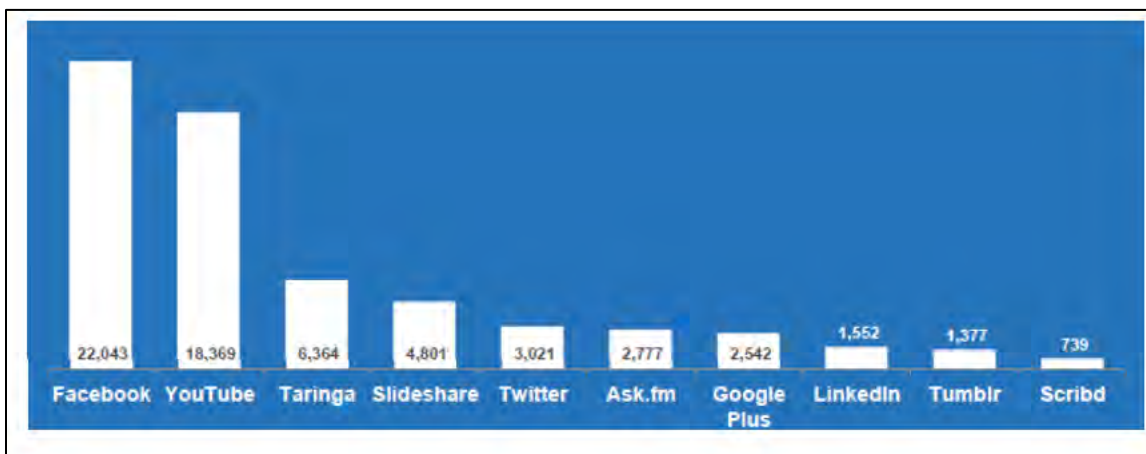 22,043 18,369 6,364 4,801 3,021 2,777 2,542 1,552 1,377 739
Facebook YouTube Taringa Slideshare Twitter Ask.fm Google Plus LinkedIn Tumblr Scribd